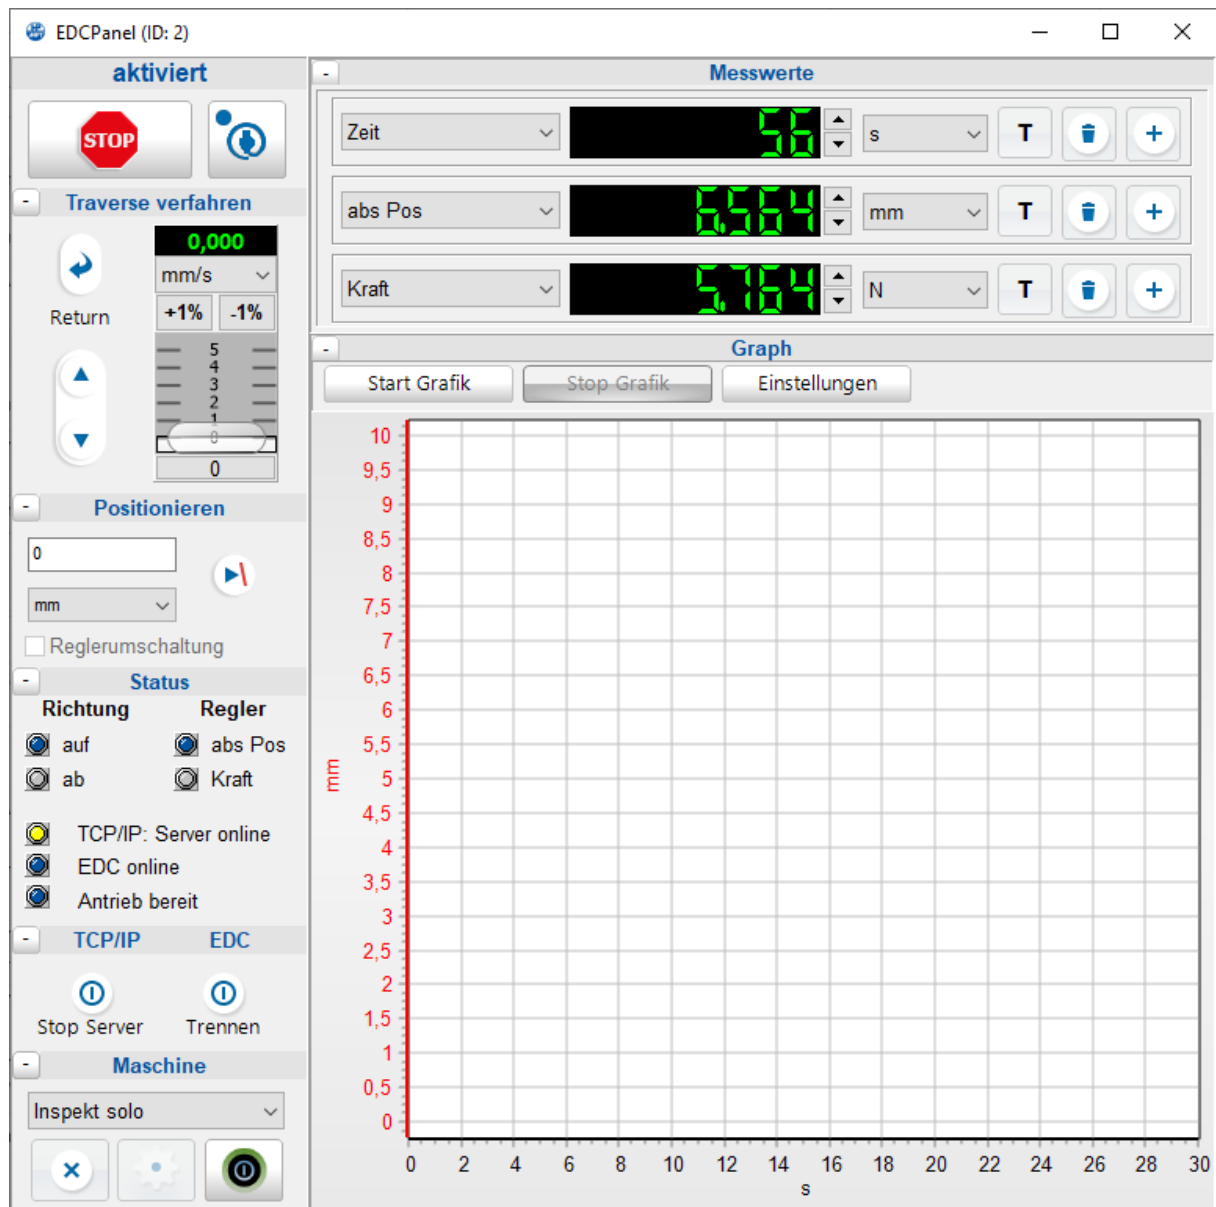 EDCPanel (ID: 2)
aktiviert
STOP
- Traverse verfahren
0,000
mm/s
Return
+1% -1%
5
4
3
2
1
0
0
- Positionieren
0
mm
Reglerumschaltung
- Status
Richtung Regler
auf abs Pos
ab Kraft
TCP/IP: Server online
EDC online
Antrieb bereit
- TCP/IP EDC
Stop Server Trennen
- Maschine
Inspekt solo
- Messwerte
Zeit 56 s T
abs Pos 6.564 mm T
Kraft 5.764 N T
- Graph
Start Grafik Stop Grafik Einstellungen
10
9,5
9
8,5
8
7,5
7
6,5
6
5,5
5
4,5
4
3,5
3
2,5
2
1,5
1
0,5
0
mm
0 2 4 6 8 10 12 14 16 18 20 22 24 26 28 30
s